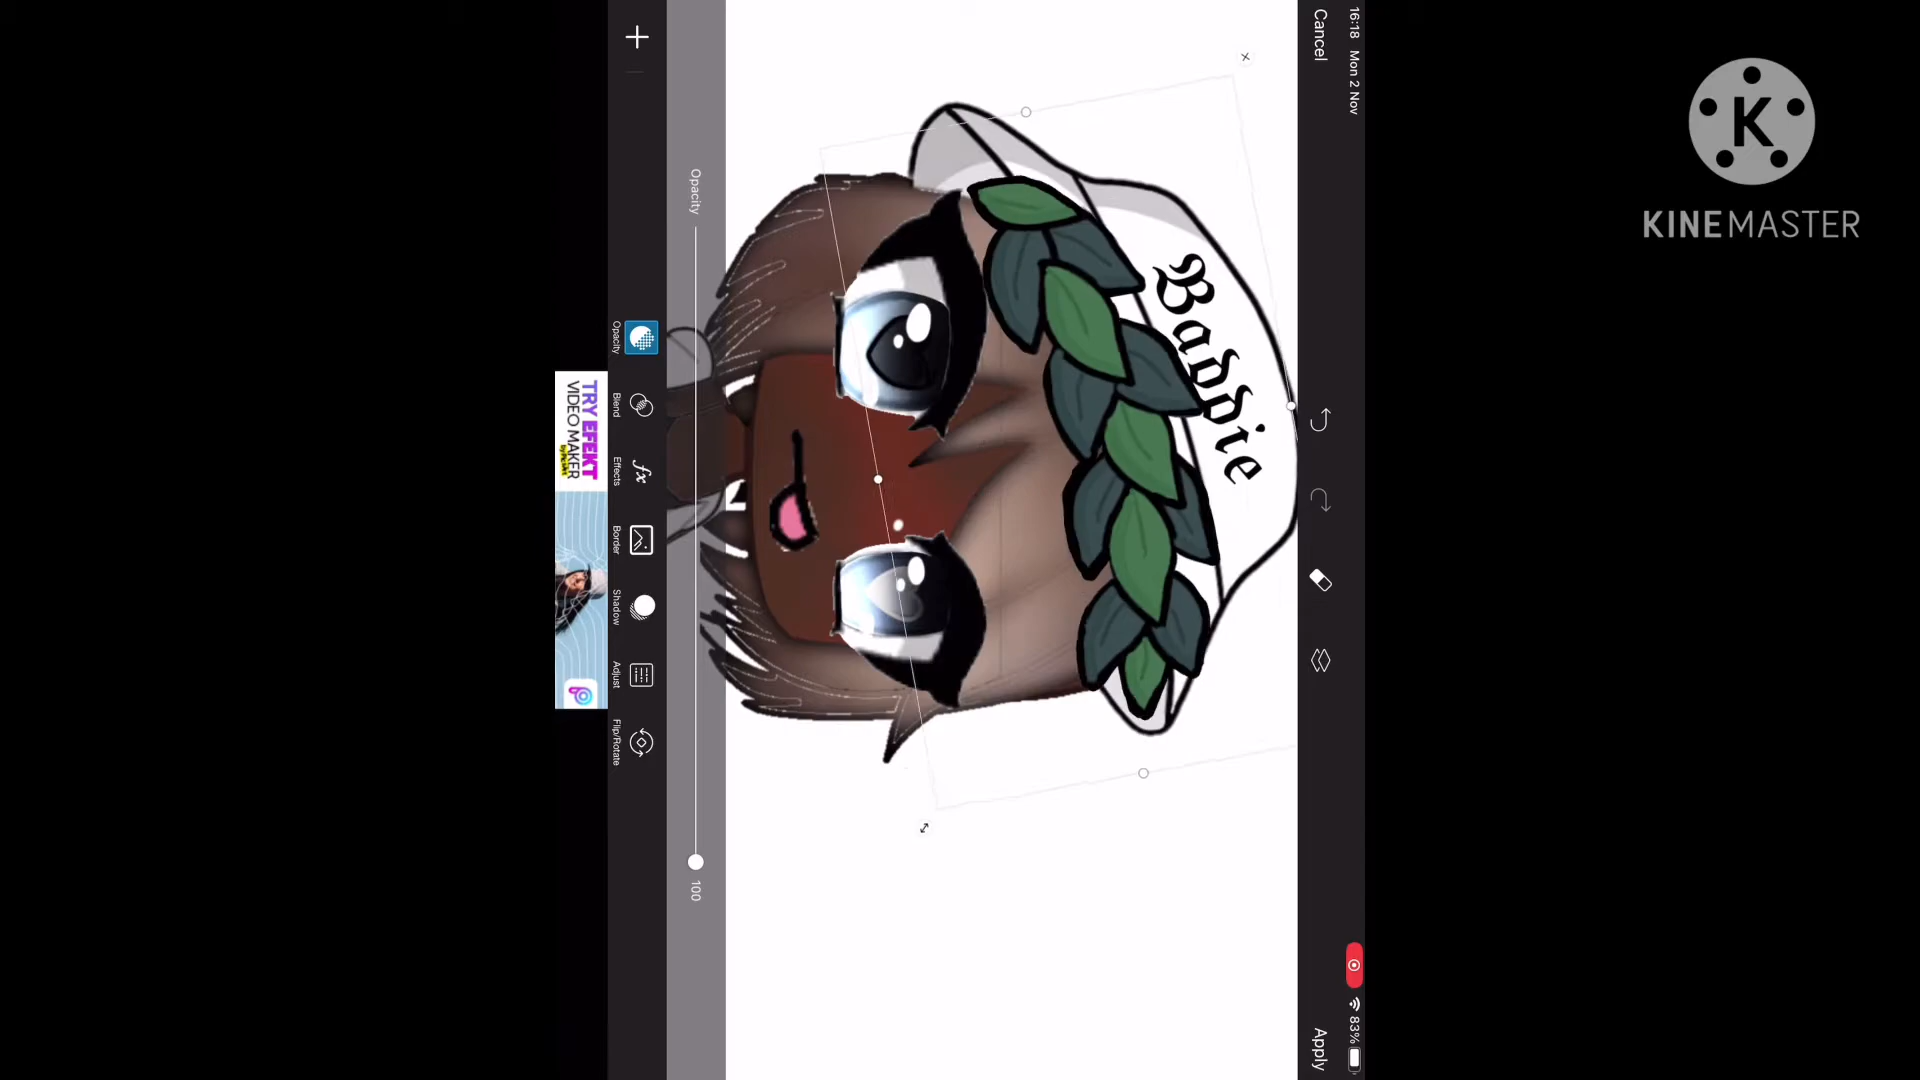 16:18 Mon 2 Nov
83%
Cancel
Apply
Baddie
Opacity
100
Opacity
Blend
Effects
Border
Shadow
Adjust
Flip/Rotate
TRY EFEKT
VIDEO MAKER
KINEMASTER